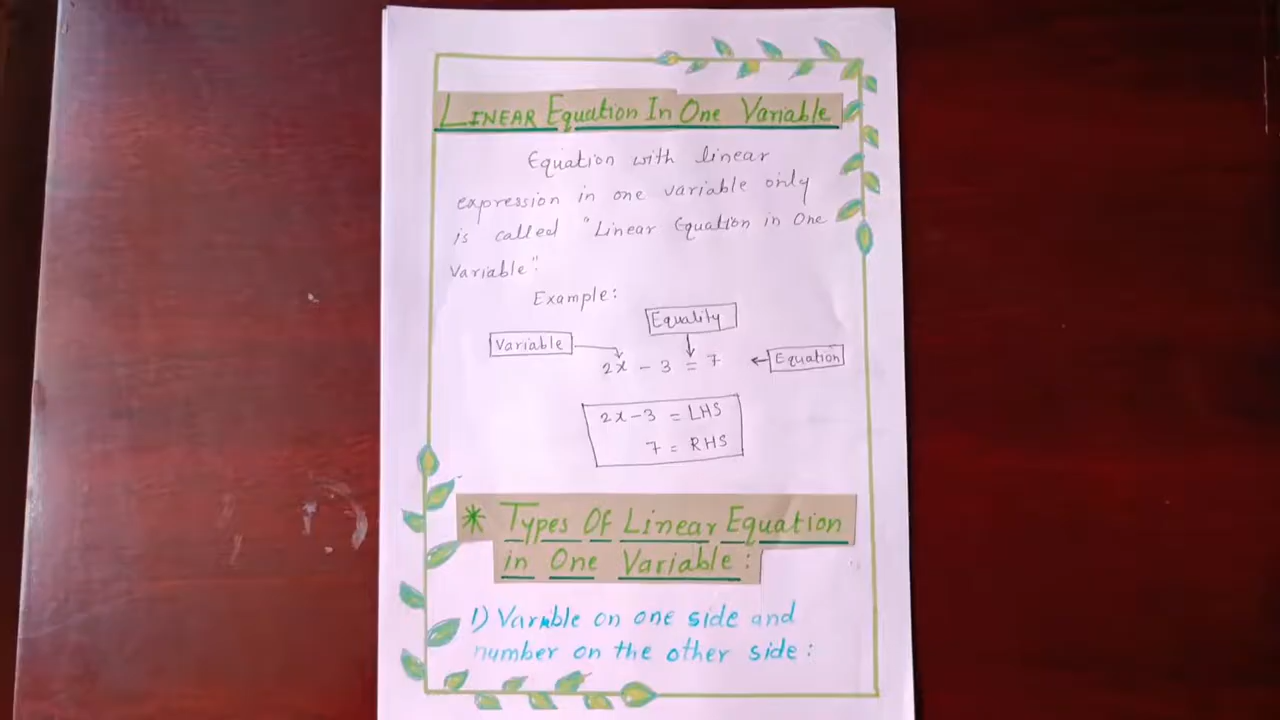 LINEAR Equation In One Variable
Equation with linear
expression in one variable only
is called "Linear Equation in One
Variable".
Example:
Equality
Variable
2x - 3 = 7
Equation
2x-3 = LHS
7 = RHS
* Types Of Linear Equation
in One Variable:
1) Variable on one side and
number on the other side: